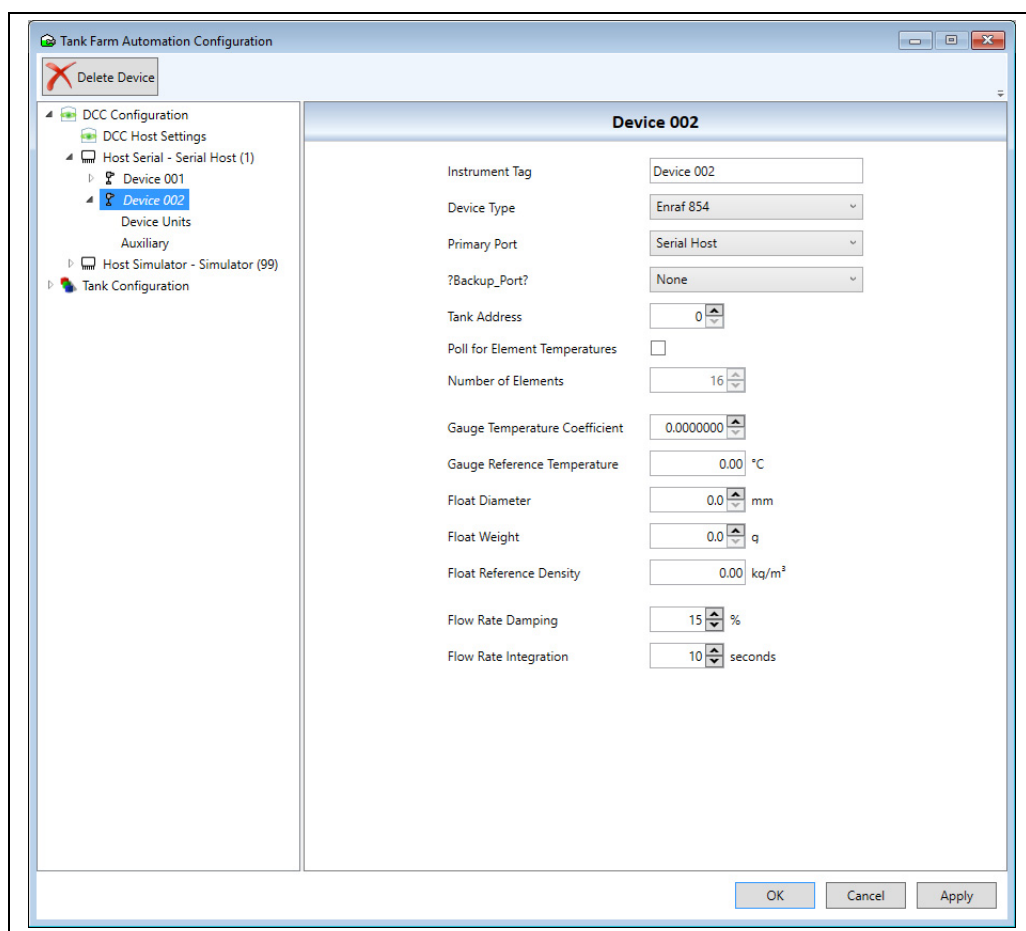 Tank Farm Automation Configuration
Delete Device
DCC Configuration
DCC Host Settings
Host Serial - Serial Host (1)
Device 001
Device 002
Device Units
Auxiliary
Host Simulator - Simulator (99)
Tank Configuration
Device 002
Instrument Tag Device 002
Device Type Enraf 854
Primary Port Serial Host
?Backup_Port? None
Tank Address 0
Poll for Element Temperatures
Number of Elements 16
Gauge Temperature Coefficient 0.0000000
Gauge Reference Temperature 0.00 °C
Float Diameter 0.0 mm
Float Weight 0.0 g
Float Reference Density 0.00 kg/m³
Flow Rate Damping 15 %
Flow Rate Integration 10 seconds
OK Cancel Apply